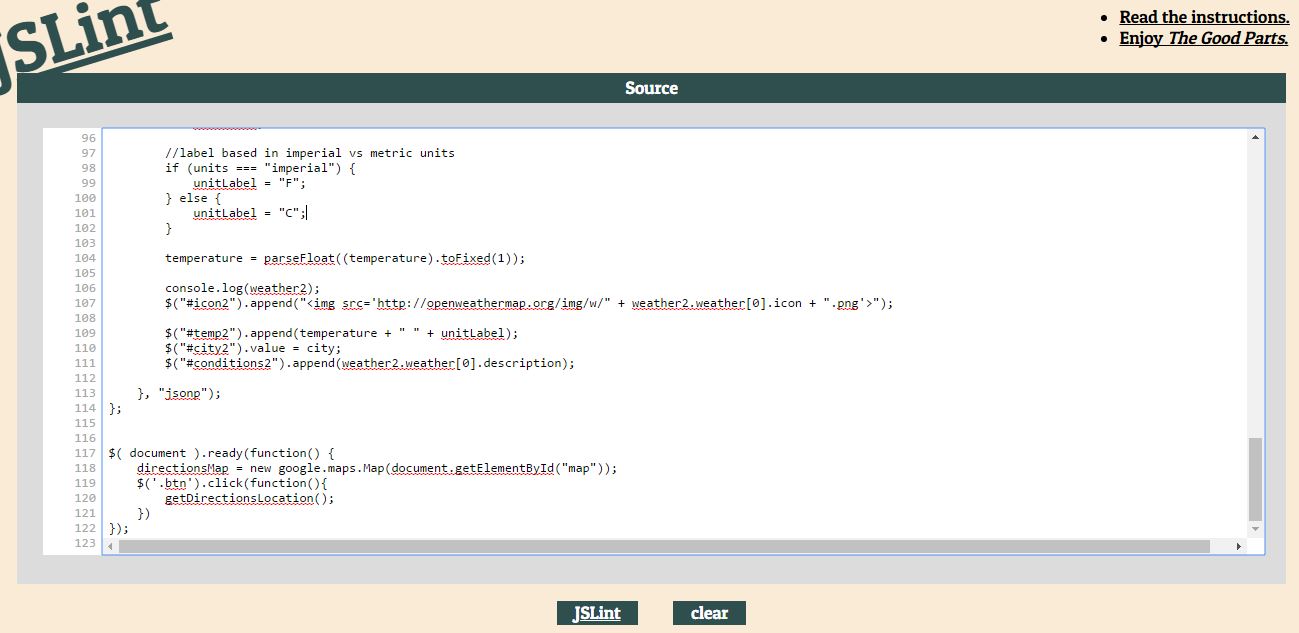 JSLint
Read the instructions.
Enjoy The Good Parts.
Source
96
97 //label based in imperial vs metric units
98 if (units === "imperial") {
99 unitLabel = "F";
100 } else {
101 unitLabel = "C";
102 }
103
104 temperature = parseFloat((temperature).toFixed(1));
105
106 console.log(weather2);
107 $("#icon2").append("<img src='http://openweathermap.org/img/w/" + weather2.weather[0].icon + ".png'>");
108
109 $("#temp2").append(temperature + " " + unitLabel);
110 $("#city2").value = city;
111 $("#conditions2").append(weather2.weather[0].description);
112
113 }, "jsonp");
114 };
115
116
117 $( document ).ready(function() {
118 directionsMap = new google.maps.Map(document.getElementById("map"));
119 $('.btn').click(function(){
120 getDirectionsLocation();
121 })
122 });
123
JSLint
clear